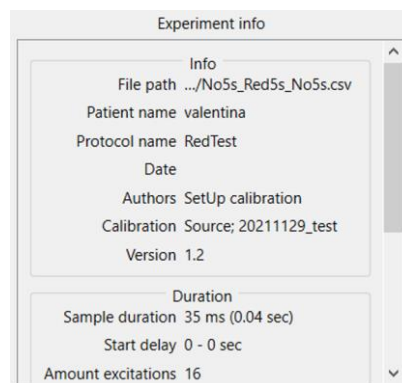 Experiment info
Info
File path .../No5s_Red5s_No5s.csv
Patient name valentina
Protocol name RedTest
Date
Authors SetUp calibration
Calibration Source; 20211129_test
Version 1.2
Duration
Sample duration 35 ms (0.04 sec)
Start delay 0 - 0 sec
Amount excitations 16